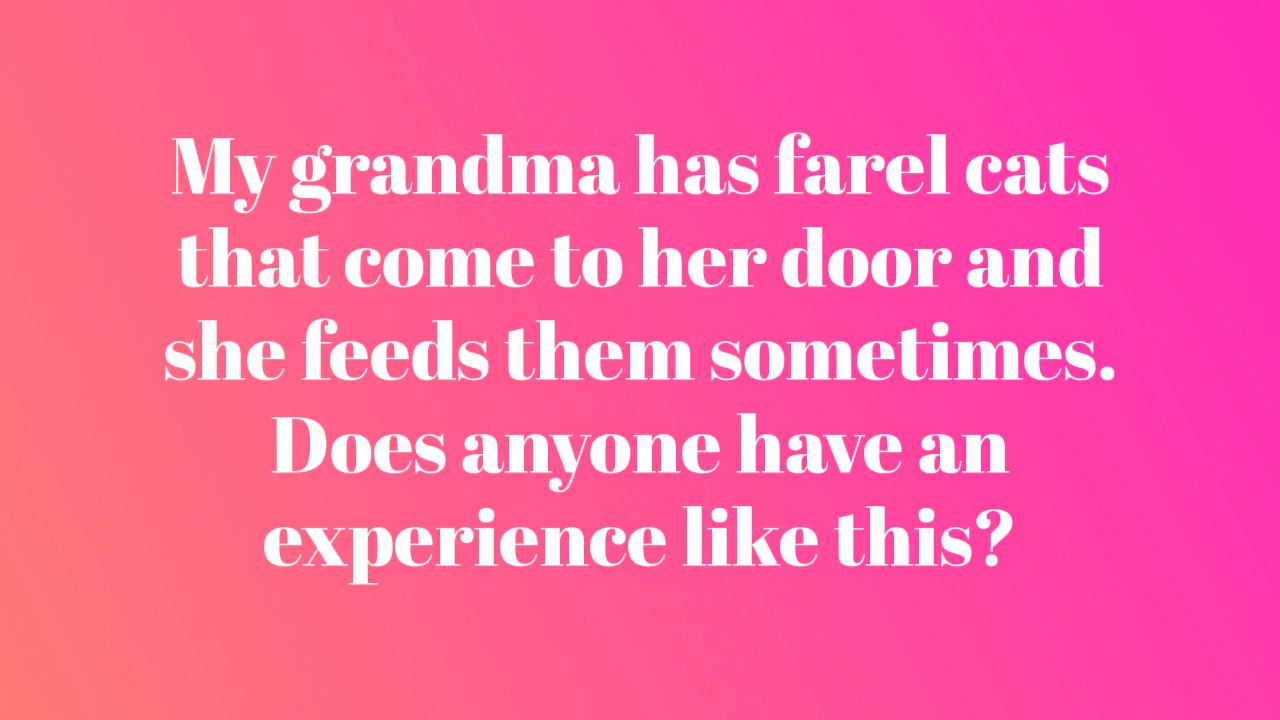 My grandma has farel cats
that come to her door and
she feeds them sometimes.
Does anyone have an
experience like this?